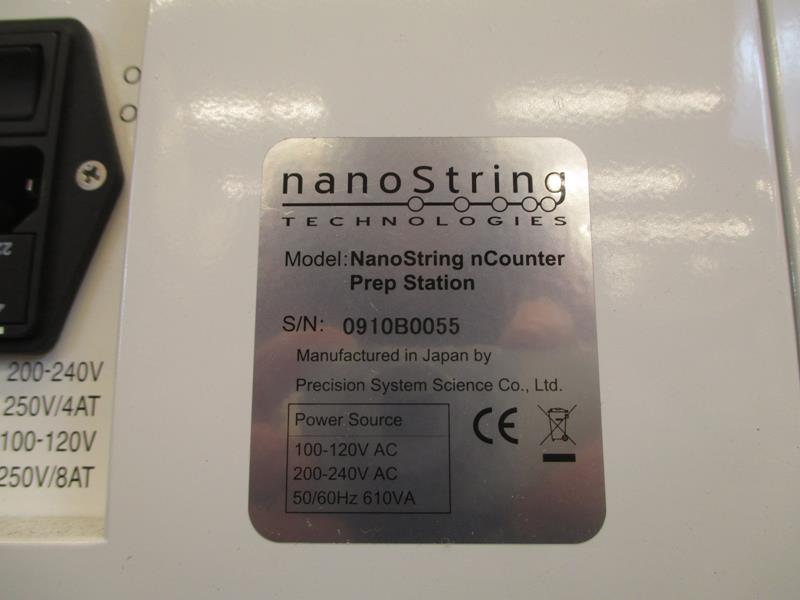 nanoString
TECHNOLOGIES
Model: NanoString nCounter
Prep Station
S/N: 0910B0055
Manufactured in Japan by
Precision System Science Co., Ltd.
Power Source
100-120V AC
200-240V AC
50/60Hz 610VA
CE
200-240V
250V/4AT
100-120V
250V/8AT